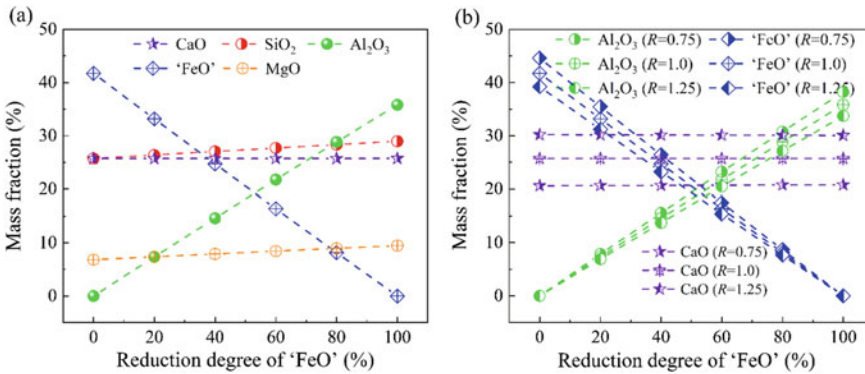 (a)
50
40
30
20
10
0
Mass fraction (%)
CaO SiO₂ Al₂O₃
'FeO' MgO
0 20 40 60 80 100
Reduction degree of 'FeO' (%)
(b)
50
40
30
20
10
0
Mass fraction (%)
Al₂O₃ (R=0.75) 'FeO' (R=0.75)
Al₂O₃ (R=1.0) 'FeO' (R=1.0)
Al₂O₃ (R=1.25) 'FeO' (R=1.25)
CaO (R=0.75)
CaO (R=1.0)
CaO (R=1.25)
0 20 40 60 80 100
Reduction degree of 'FeO' (%)